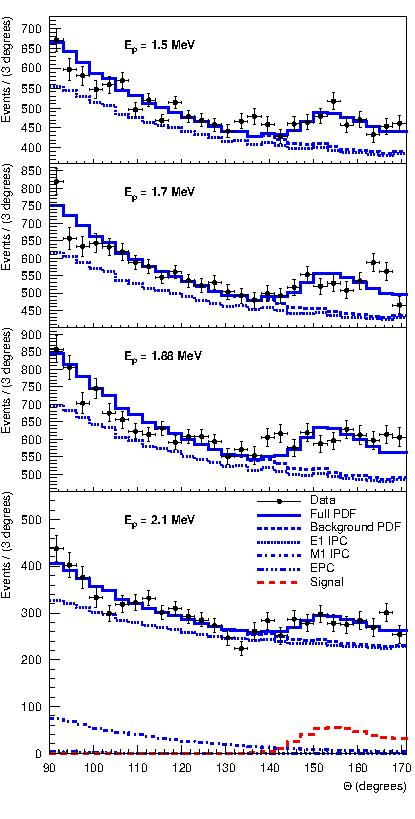 Events / (3 degrees)
700
650
600
550
500
450
400
E_p = 1.5 MeV
Events / (3 degrees)
850
800
750
700
650
600
550
500
450
E_p = 1.7 MeV
Events / (3 degrees)
900
850
800
750
700
650
600
550
500
E_p = 1.88 MeV
Events / (3 degrees)
500
400
300
200
100
0
E_p = 2.1 MeV
Data
Full PDF
Background PDF
E1 IPC
M1 IPC
EPC
Signal
90 100 110 120 130 140 150 160 170
Θ (degrees)